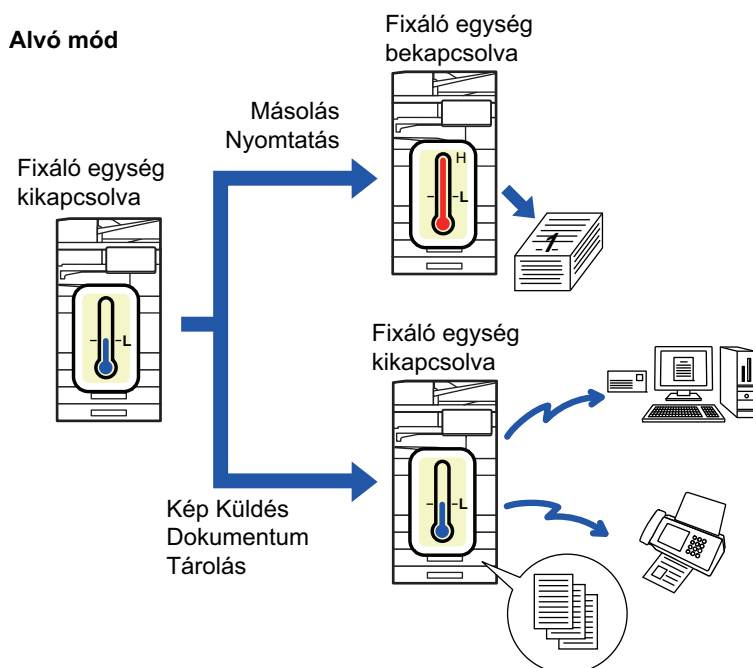 Alvó mód
Fixáló egység
bekapcsolva
Másolás
Nyomtatás
H
L
1
Fixáló egység
kikapcsolva
L
Fixáló egység
kikapcsolva
L
Kép Küldés
Dokumentum
Tárolás